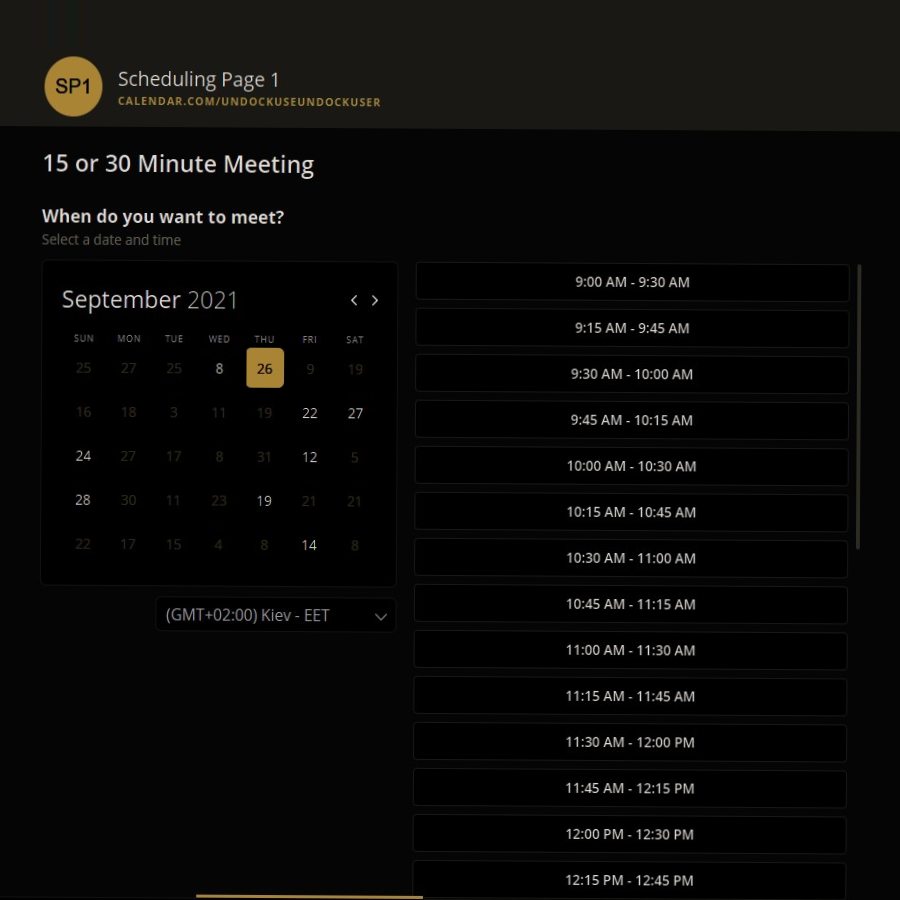 SP1
Scheduling Page 1
CALENDAR.COM/UNDOCKUSEUNDOCKUSER
15 or 30 Minute Meeting
When do you want to meet?
Select a date and time
September 2021
SUN MON TUE WED THU FRI SAT
25 27 25 8 26 9 19
16 18 3 11 19 22 27
24 27 17 8 31 12 5
28 30 11 23 19 21 21
22 17 15 4 8 14 8
(GMT+02:00) Kiev - EET
9:00 AM - 9:30 AM
9:15 AM - 9:45 AM
9:30 AM - 10:00 AM
9:45 AM - 10:15 AM
10:00 AM - 10:30 AM
10:15 AM - 10:45 AM
10:30 AM - 11:00 AM
10:45 AM - 11:15 AM
11:00 AM - 11:30 AM
11:15 AM - 11:45 AM
11:30 AM - 12:00 PM
11:45 AM - 12:15 PM
12:00 PM - 12:30 PM
12:15 PM - 12:45 PM